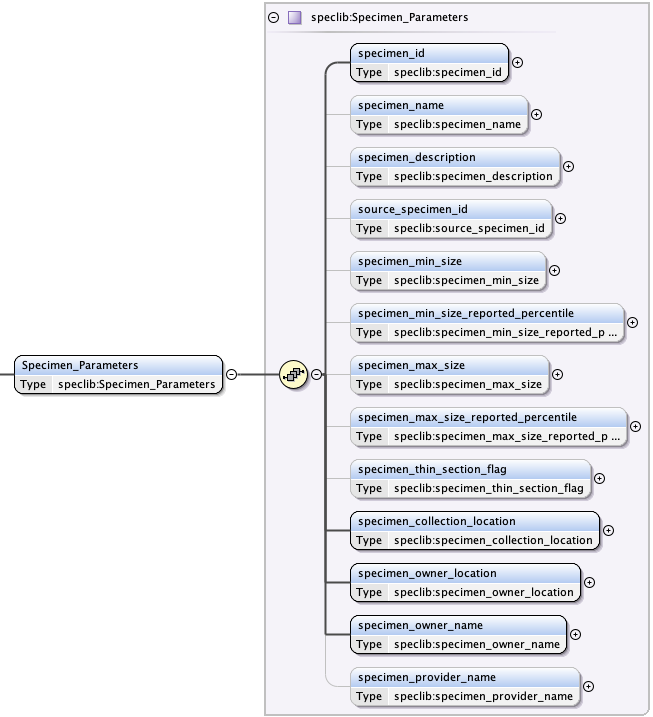 speclib:Specimen_Parameters
specimen_id
Type speclib:specimen_id
specimen_name
Type speclib:specimen_name
specimen_description
Type speclib:specimen_description
source_specimen_id
Type speclib:source_specimen_id
specimen_min_size
Type speclib:specimen_min_size
specimen_min_size_reported_percentile
Type speclib:specimen_min_size_reported_p ...
Specimen_Parameters
Type speclib:Specimen_Parameters
specimen_max_size
Type speclib:specimen_max_size
specimen_max_size_reported_percentile
Type speclib:specimen_max_size_reported_p ...
specimen_thin_section_flag
Type speclib:specimen_thin_section_flag
specimen_collection_location
Type speclib:specimen_collection_location
specimen_owner_location
Type speclib:specimen_owner_location
specimen_owner_name
Type speclib:specimen_owner_name
specimen_provider_name
Type speclib:specimen_provider_name